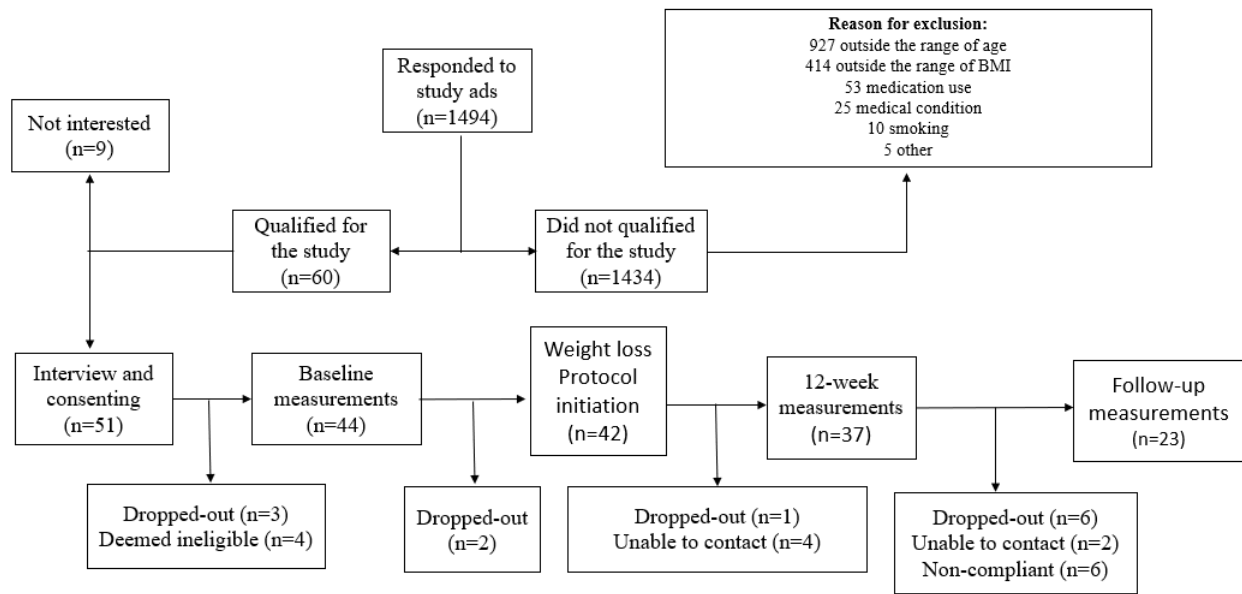 Reason for exclusion:
927 outside the range of age
414 outside the range of BMI
53 medication use
25 medical condition
10 smoking
5 other
Responded to
study ads
(n=1494)
Not interested
(n=9)
Qualified for
the study
(n=60)
Did not qualified
for the study
(n=1434)
Interview and
consenting
(n=51)
Baseline
measurements
(n=44)
Weight loss
Protocol
initiation
(n=42)
12-week
measurements
(n=37)
Follow-up
measurements
(n=23)
Dropped-out (n=3)
Deemed ineligible (n=4)
Dropped-out
(n=2)
Dropped-out (n=1)
Unable to contact (n=4)
Dropped-out (n=6)
Unable to contact (n=2)
Non-compliant (n=6)